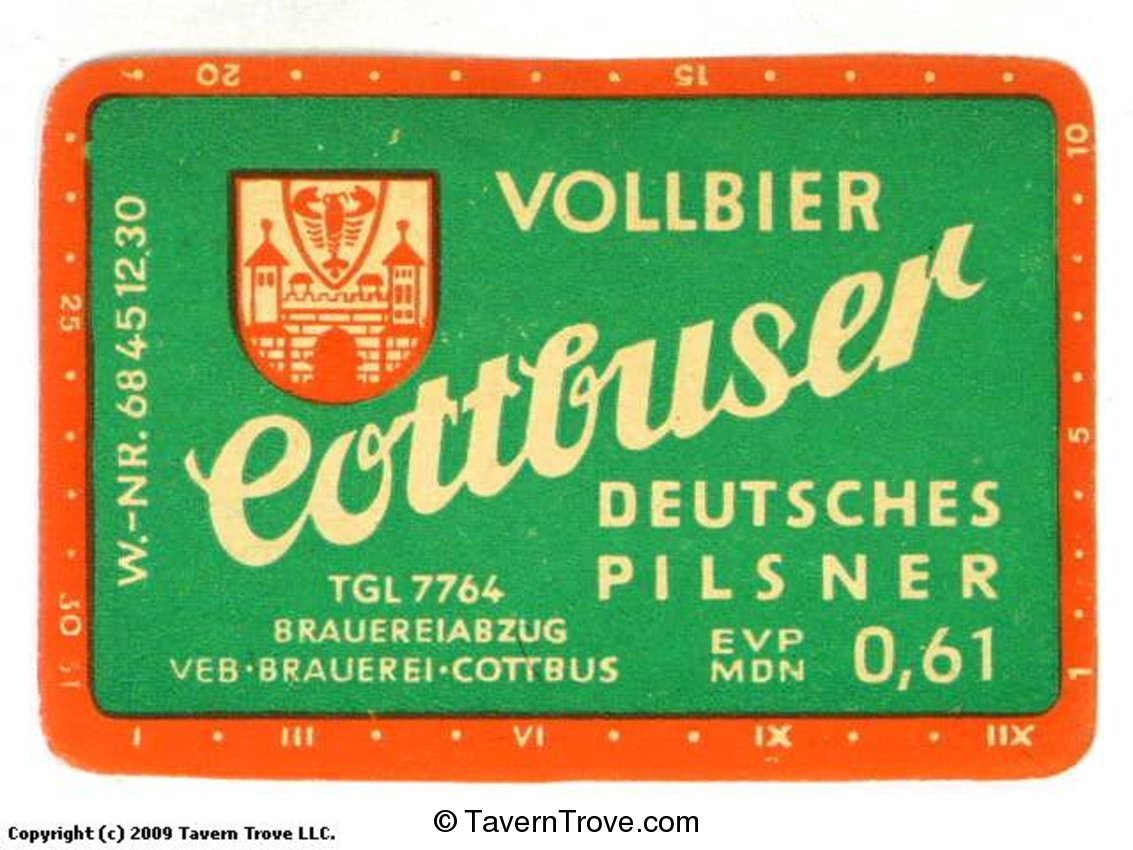 20 15
VOLLBIER
Cottbuser
DEUTSCHES
PILSNER
W.-NR. 68 45 12.30
TGL 7764
BRAUEREIABZUG
VEB·BRAUEREI·COTTBUS
EVP
MDN
0,61
25
30
31
10
5
1
I III VI IX IIX
Copyright (c) 2009 Tavern Trove LLC.
© TavernTrove.com